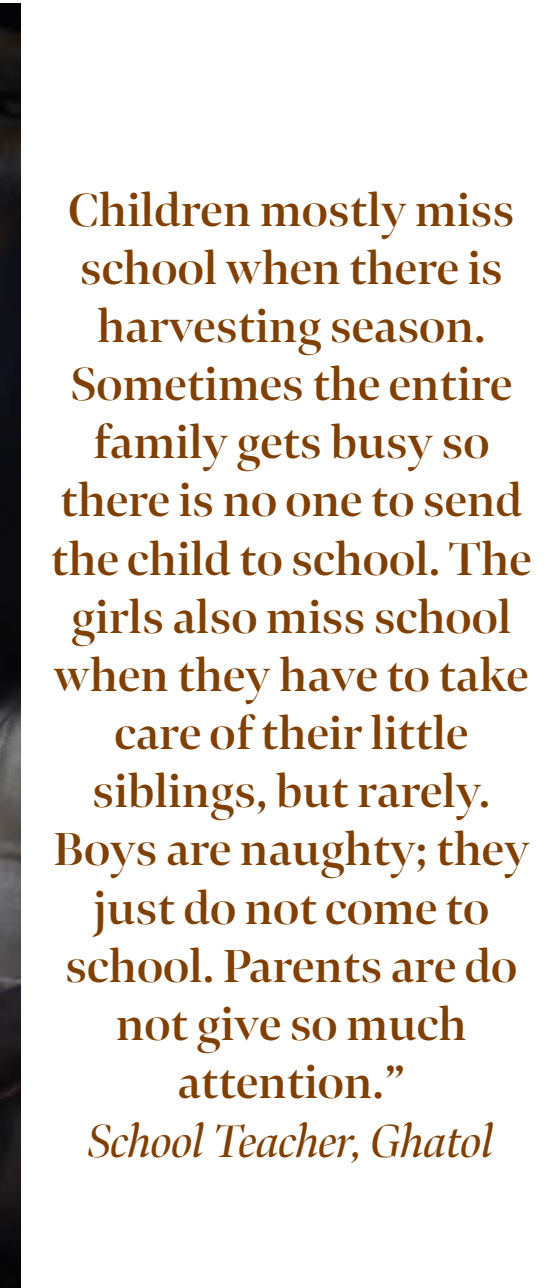 Children mostly miss
school when there is
harvesting season.
Sometimes the entire
family gets busy so
there is no one to send
the child to school. The
girls also miss school
when they have to take
care of their little
siblings, but rarely.
Boys are naughty; they
just do not come to
school. Parents are do
not give so much
attention.”
School Teacher, Ghatol